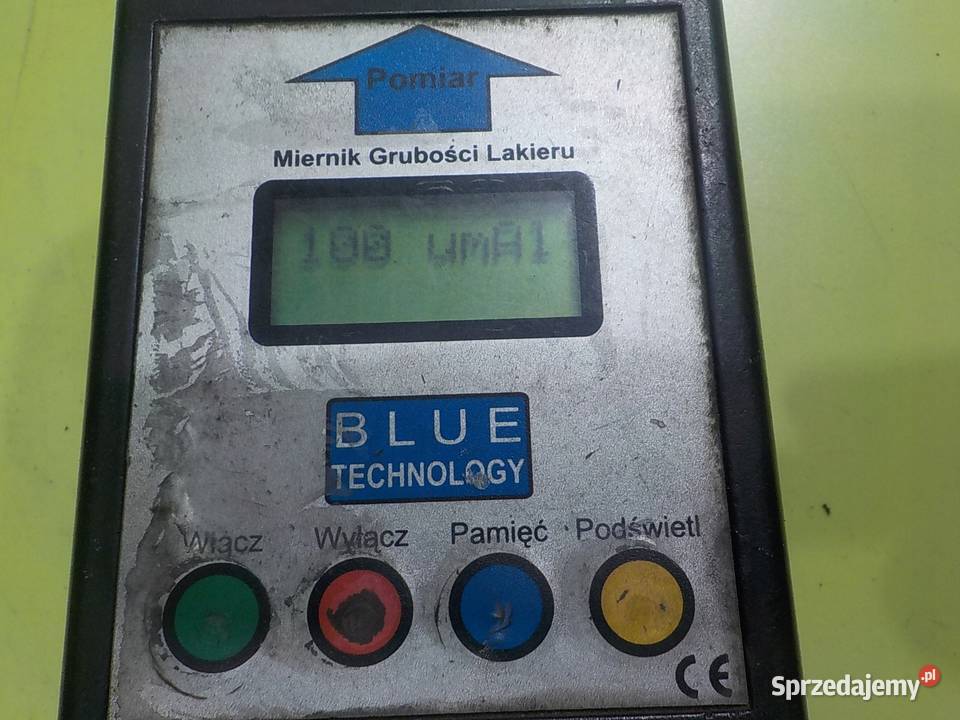 Pomiar
Miernik Grubości Lakieru
100 umAl
BLUE
TECHNOLOGY
Włącz Wyłącz Pamięć Podświetl
CE
Sprzedajemy.pl